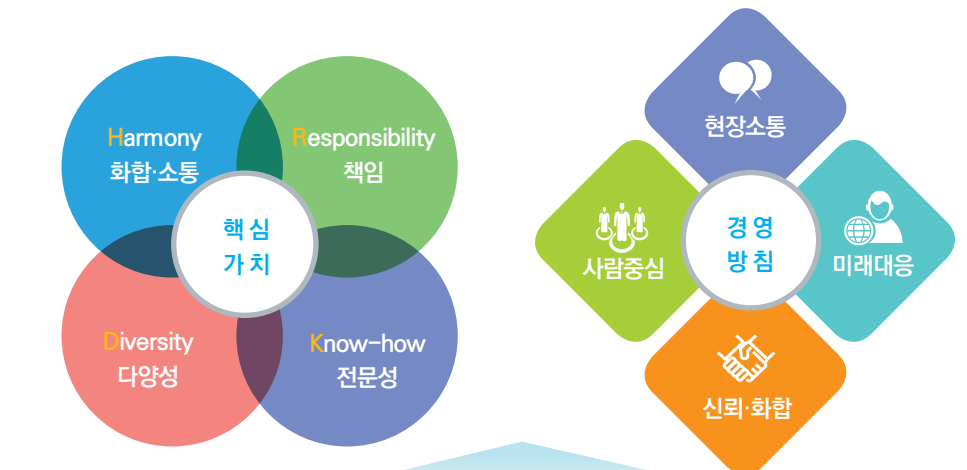 Harmony
화합·소통
Responsibility
책임
핵심
가치
Diversity
다양성
Know-how
전문성
현장소통
사람중심
경영
방침
미래대응
신뢰·화합